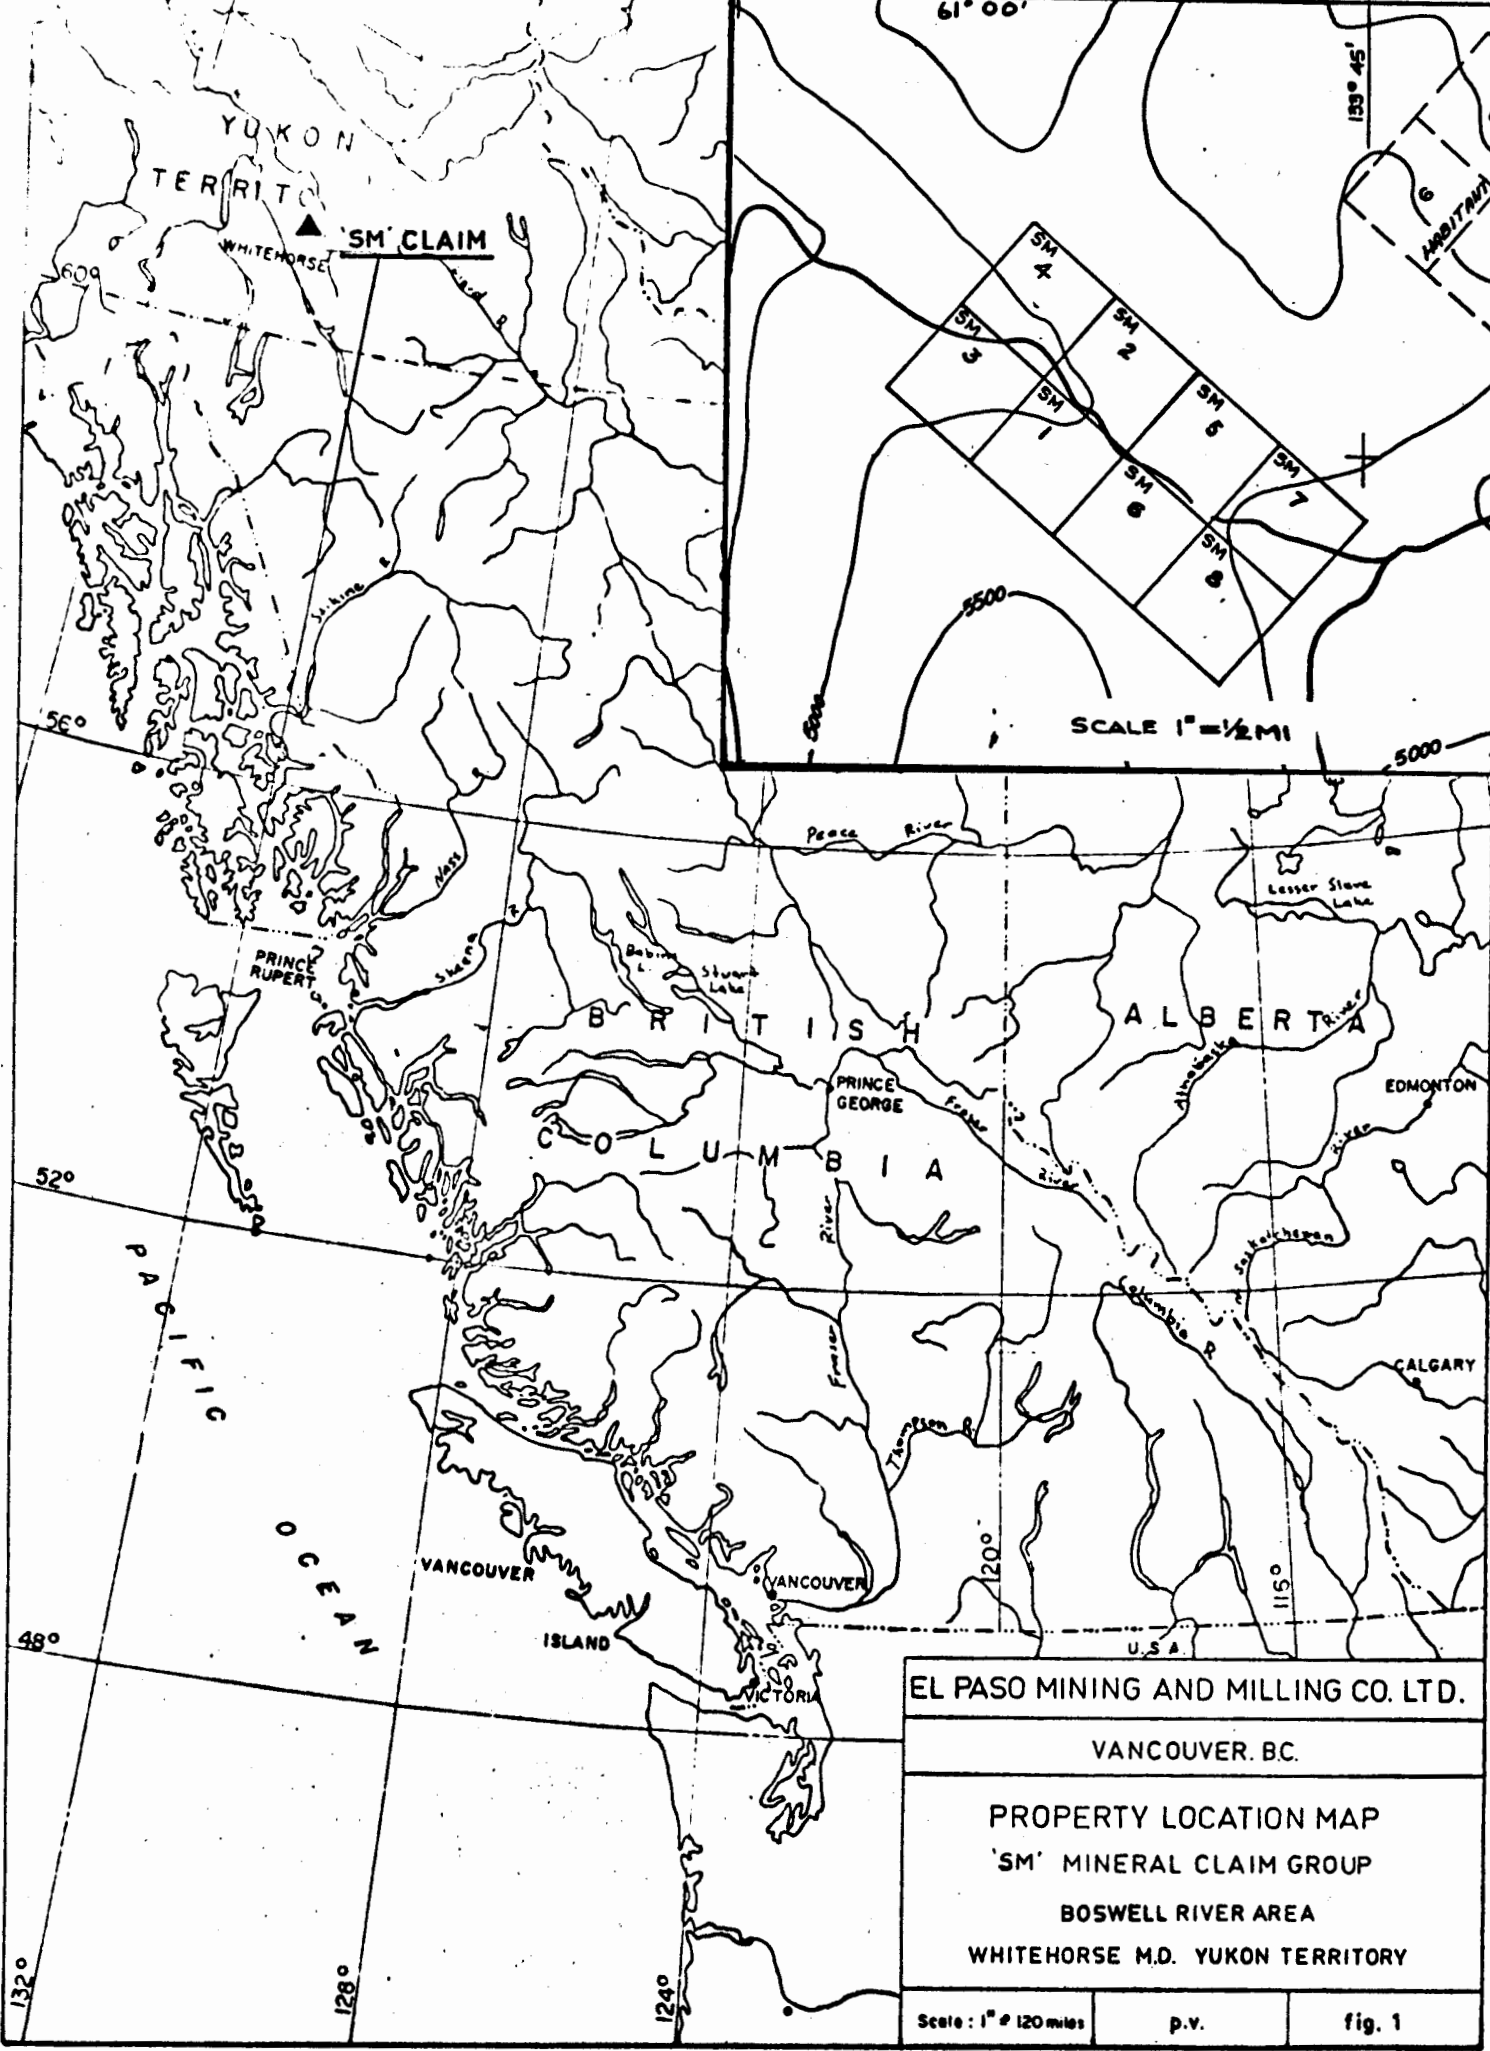 YUKON
TERRITO
'SM' CLAIM
WHITEHORSE
60°
R
Stikine R
56°
Nass
R
Skeena
R
PRINCE
RUPERT
Babine
L.
Stuart
Lake
Peace River
Lesser Slave
Lake
BRITISH
COLUMBIA
ALBERTA
Athabaska River
EDMONTON
PRINCE
GEORGE
Fraser River
River
52°
Saskatchewan
N
River
Fraser
Columbia R
CALGARY
Thompson R.
PACIFIC
OCEAN
VANCOUVER
ISLAND
VANCOUVER
VICTORIA
120°
115°
48°
U.S.A.
132°
128°
124°
61° 00'
133° 45'
6
HABITANT
SM
4
SM
3
SM
2
SM
1
SM
5
SM
6
SM
7
SM
8
5500
5000
5000
SCALE 1" = 1/2 MI
EL PASO MINING AND MILLING CO. LTD.
VANCOUVER. B.C.
PROPERTY LOCATION MAP
'SM' MINERAL CLAIM GROUP
BOSWELL RIVER AREA
WHITEHORSE M.D. YUKON TERRITORY
Scale : 1" = 120 miles
p.v.
fig. 1